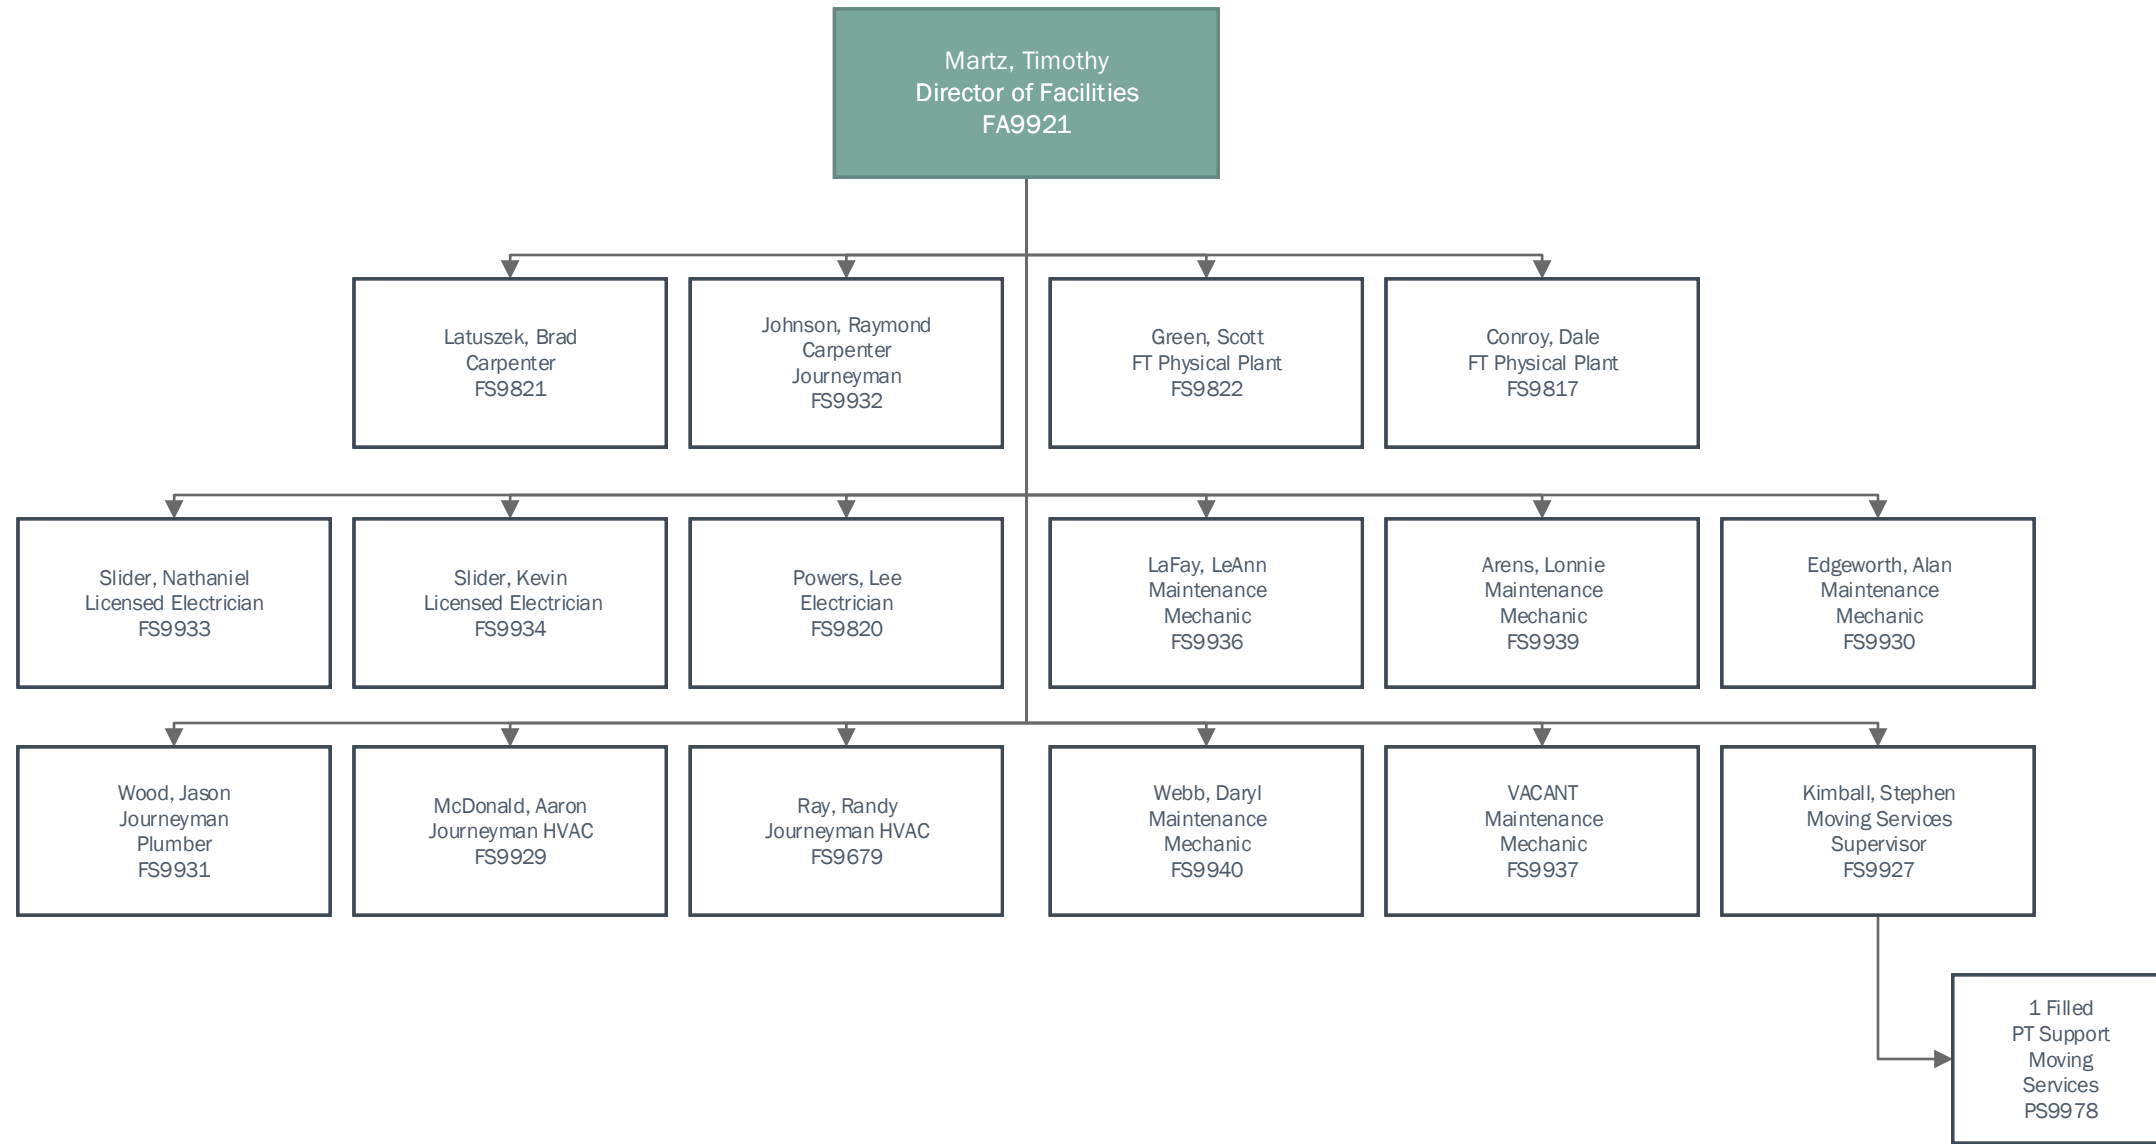 Martz, Timothy
Director of Facilities
FA9921
Latuszek, Brad
Carpenter
FS9821
Johnson, Raymond
Carpenter
Journeyman
FS9932
Green, Scott
FT Physical Plant
FS9822
Conroy, Dale
FT Physical Plant
FS9817
Slider, Nathaniel
Licensed Electrician
FS9933
Slider, Kevin
Licensed Electrician
FS9934
Powers, Lee
Electrician
FS9820
LaFay, LeAnn
Maintenance
Mechanic
FS9936
Arens, Lonnie
Maintenance
Mechanic
FS9939
Edgeworth, Alan
Maintenance
Mechanic
FS9930
Wood, Jason
Journeyman
Plumber
FS9931
McDonald, Aaron
Journeyman HVAC
FS9929
Ray, Randy
Journeyman HVAC
FS9679
Webb, Daryl
Maintenance
Mechanic
FS9940
VACANT
Maintenance
Mechanic
FS9937
Kimball, Stephen
Moving Services
Supervisor
FS9927
1 Filled
PT Support
Moving
Services
PS9978